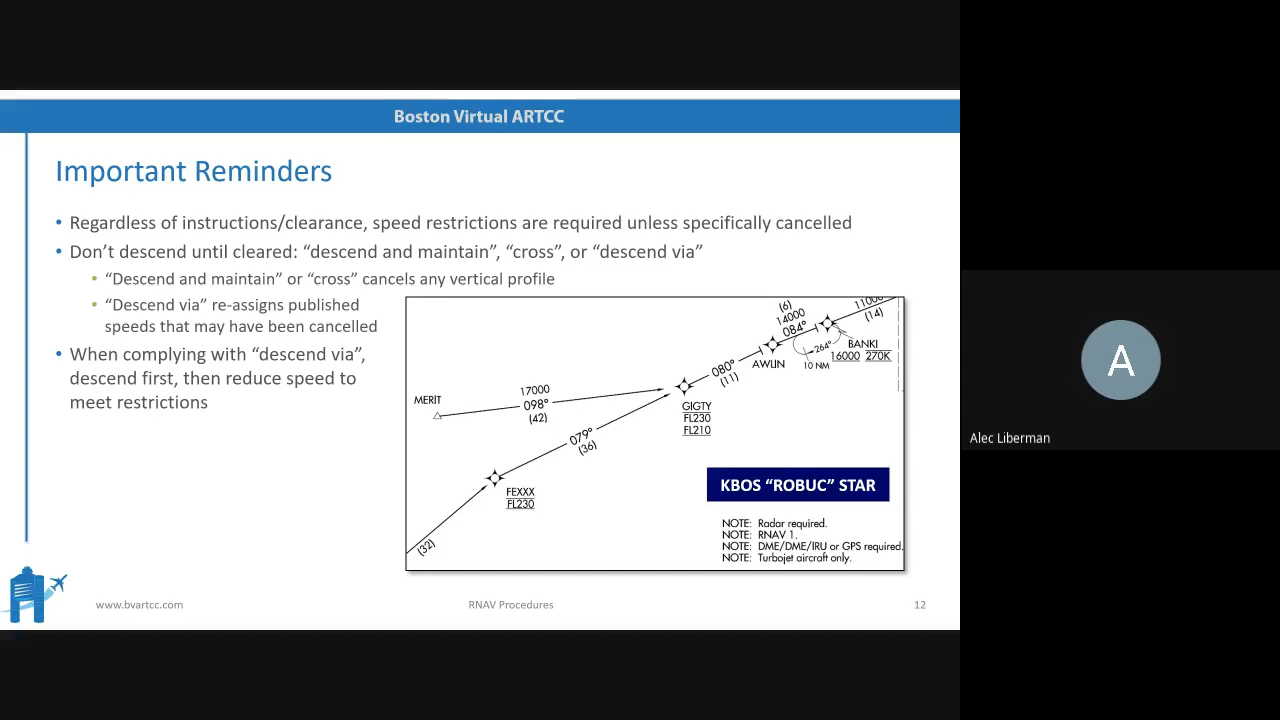 Boston Virtual ARTCC
Important Reminders
• Regardless of instructions/clearance, speed restrictions are required unless specifically cancelled
• Don’t descend until cleared: “descend and maintain”, “cross”, or “descend via”
• “Descend and maintain” or “cross” cancels any vertical profile
• “Descend via” re-assigns published
speeds that may have been cancelled
• When complying with “descend via”,
descend first, then reduce speed to
meet restrictions
(6)
14000
084°
11000
(14)
264°
10 NM
BANKI
16000 270K
AWLIN
080°
(11)
MERIT
17000
098°
(42)
GIGTY
FL230
FL210
079°
(36)
FEXXX
FL230
(32)
KBOS “ROBUC” STAR
NOTE: Radar required.
NOTE: RNAV 1.
NOTE: DME/DME/IRU or GPS required.
NOTE: Turbojet aircraft only.
www.bvartcc.com
RNAV Procedures
12
A
Alec Liberman